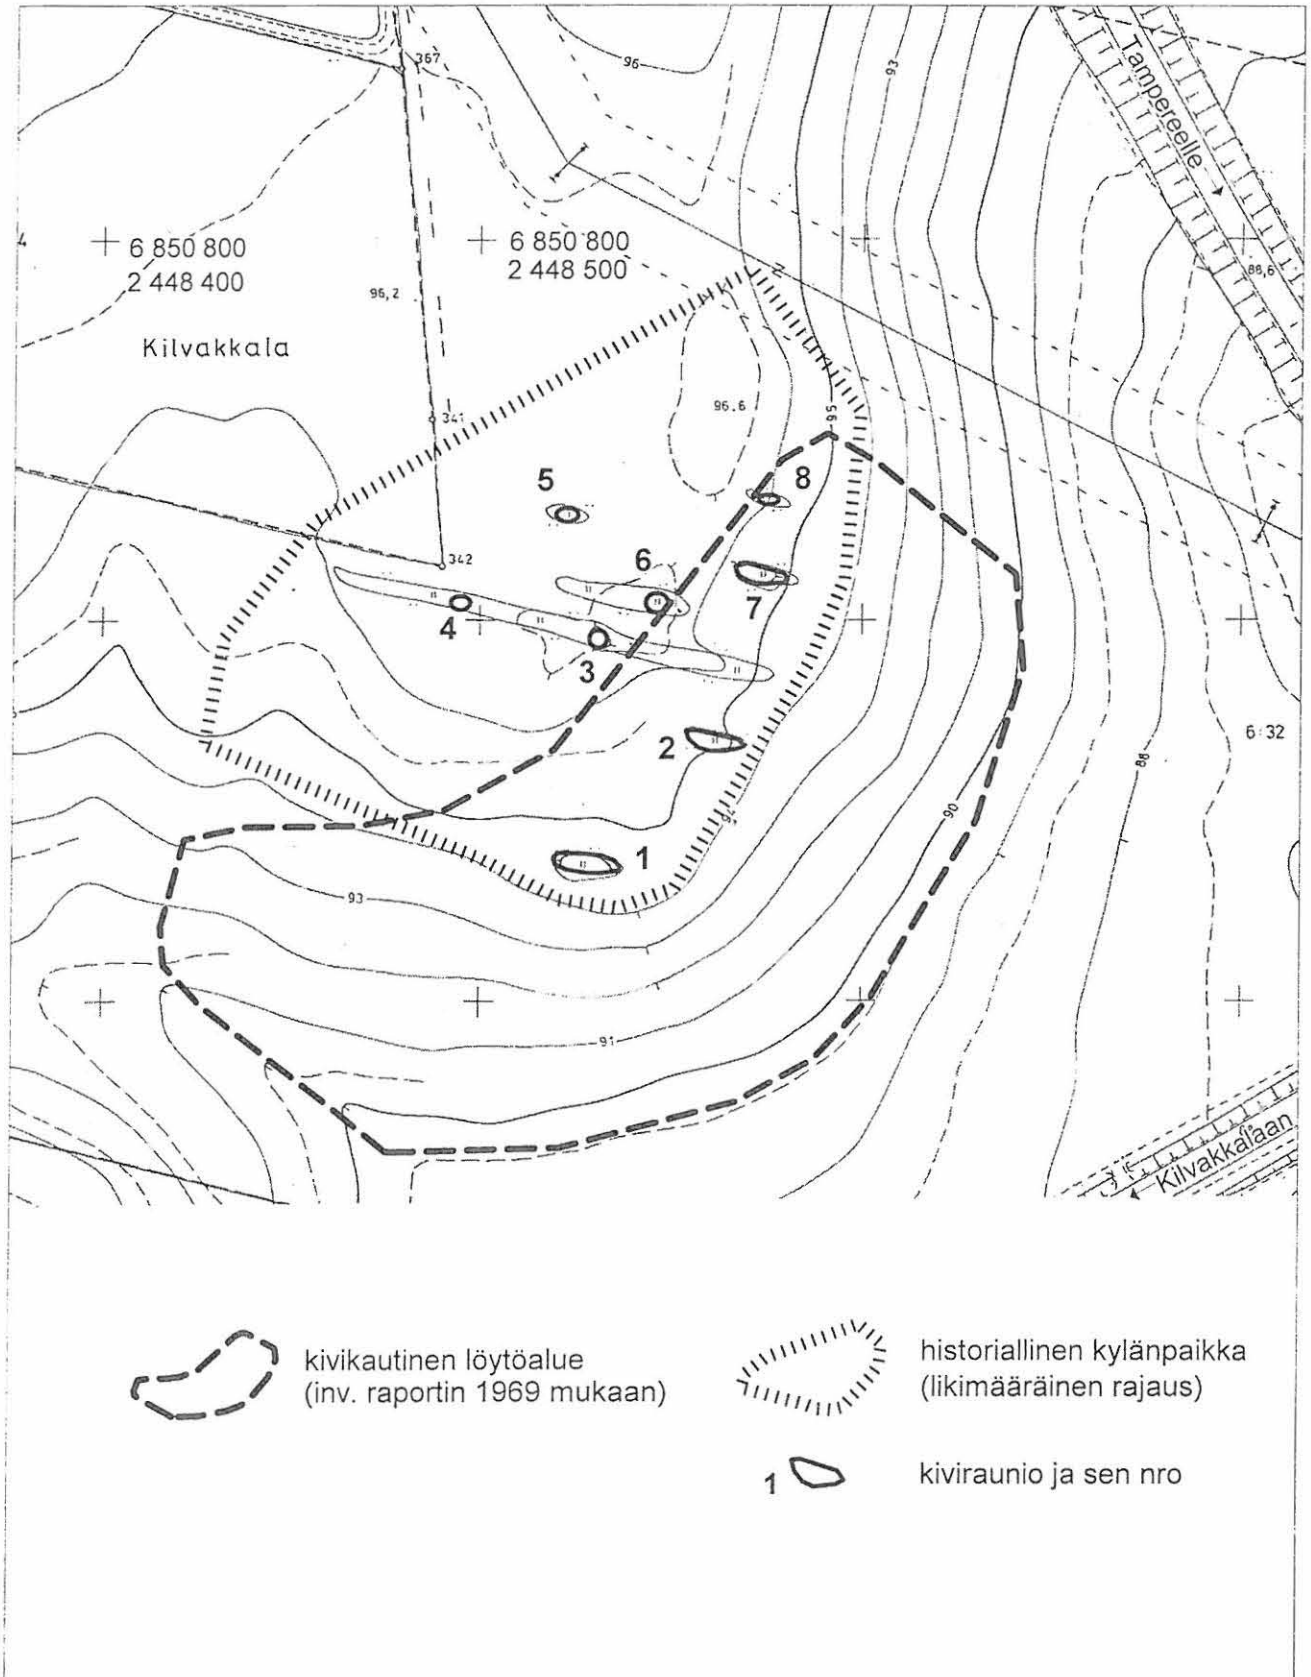 367
96
93
Tampereelle
4
6 850 800
2 448 400
6 850 800
2 448 500
96,2
88,6
Kilvakkala
96.6
341
95
5
8
342
6
7
4
3
2
6:32
88
94
90
1
93
91
Kilvakkalaan
kivikautinen löytöalue
(inv. raportin 1969 mukaan)
historiallinen kylänpaikka
(likimääräinen rajaus)
1
kiviraunio ja sen nro